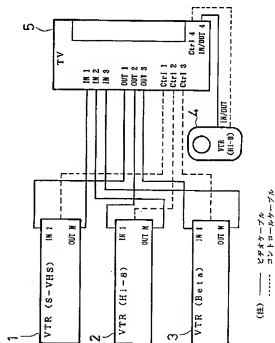 5
TV
IN 1
IN 2
IN 3
OUT 1
OUT 2
OUT 3
Ctrl 1
Ctrl 2
Ctrl 3
Ctrl 4
IN/OUT 4
1
VTR (S-VHS)
IN 1
OUT M
2
VTR (Hi-8)
IN 1
OUT M
3
VTR (Beta)
IN 1
OUT M
4
VTR
(Hi-8)
IN/OUT
(注) ビデオケーブル
コントロールケーブル